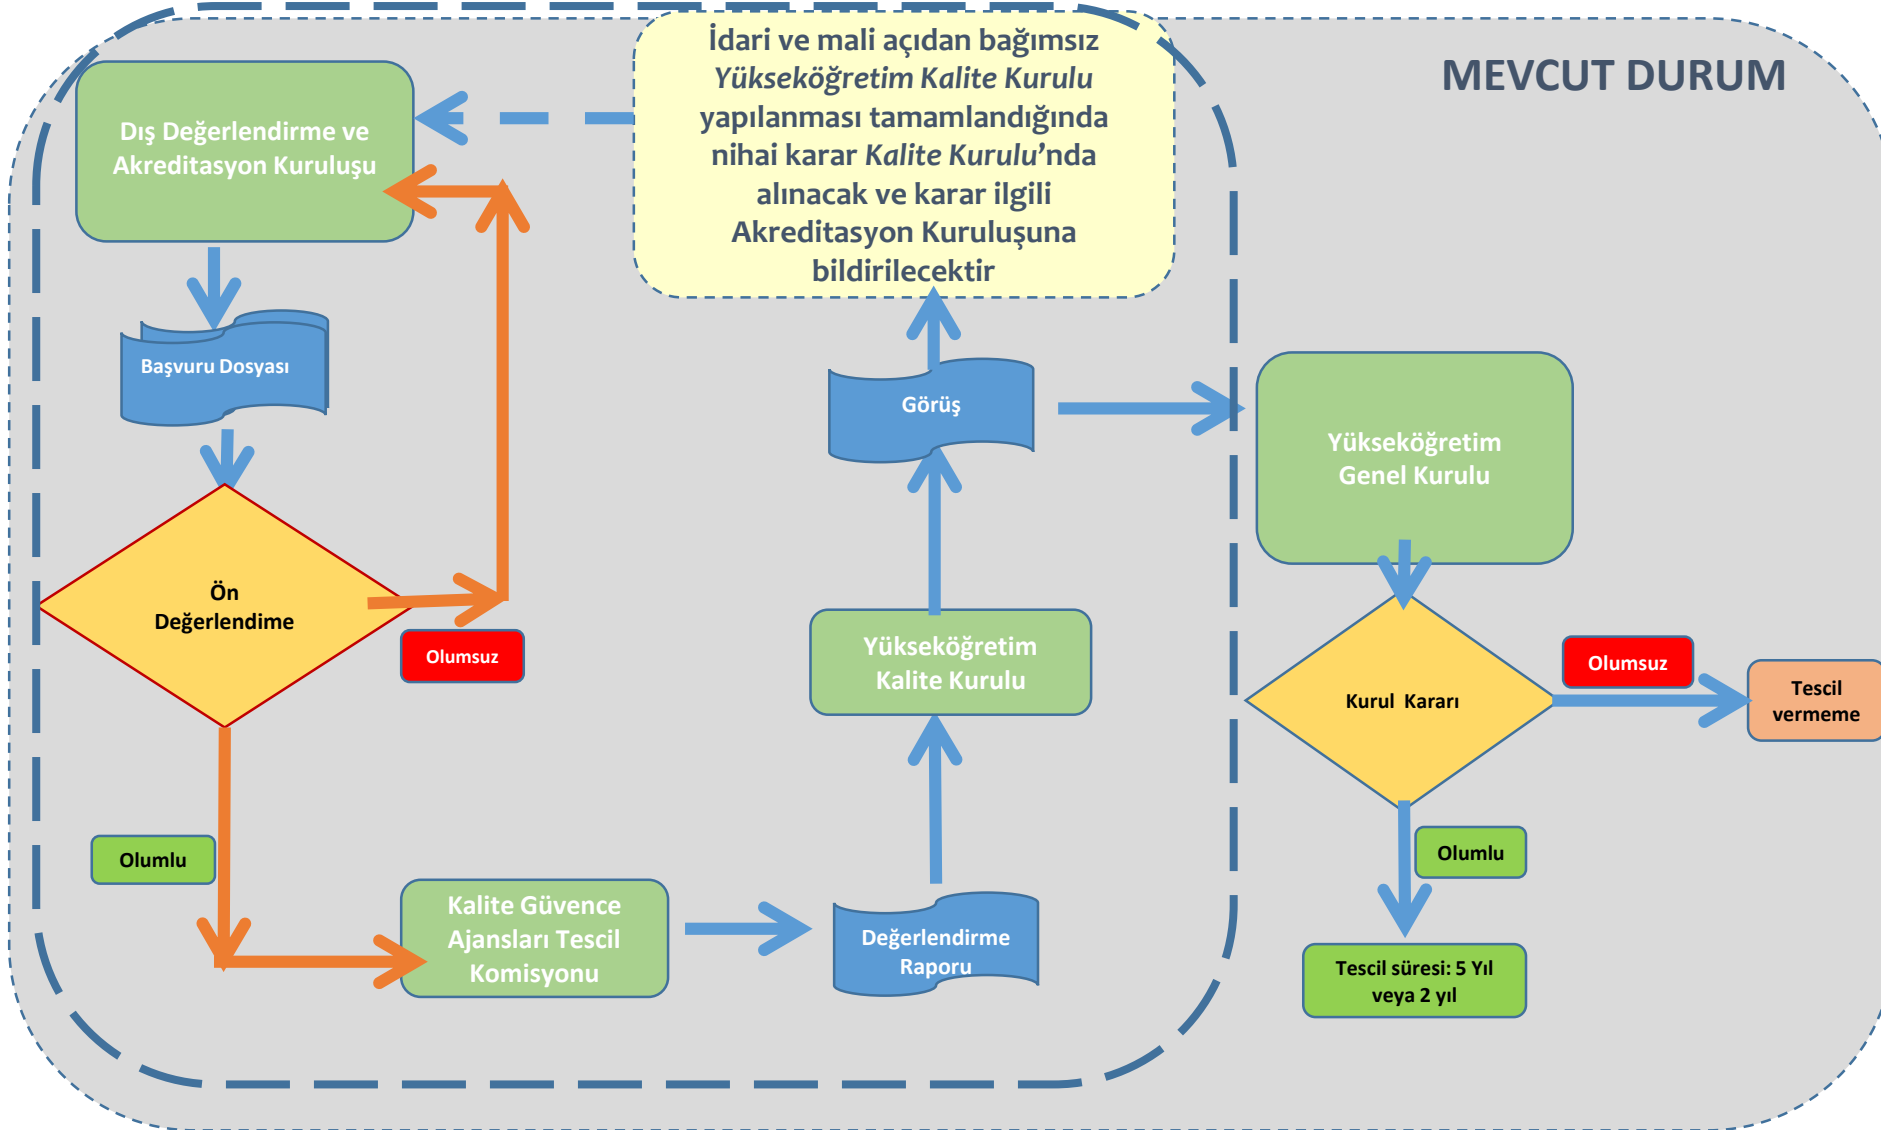 İdari ve mali açıdan bağımsız
Yükseköğretim Kalite Kurulu
yapılanması tamamlandığında
nihai karar Kalite Kurulu'nda
alınacak ve karar ilgili
Akreditasyon Kuruluşuna
bildirilecektir
MEVCUT DURUM
Dış Değerlendirme ve
Akreditasyon Kuruluşu
Başvuru Dosyası
Ön
Değerlendime
Olumsuz
Olumlu
Kalite Güvence
Ajansları Tescil
Komisyonu
Değerlendirme
Raporu
Yükseköğretim
Kalite Kurulu
Görüş
Yükseköğretim
Genel Kurulu
Kurul Kararı
Olumsuz
Tescil
vermeme
Olumlu
Tescil süresi: 5 Yıl
veya 2 yıl